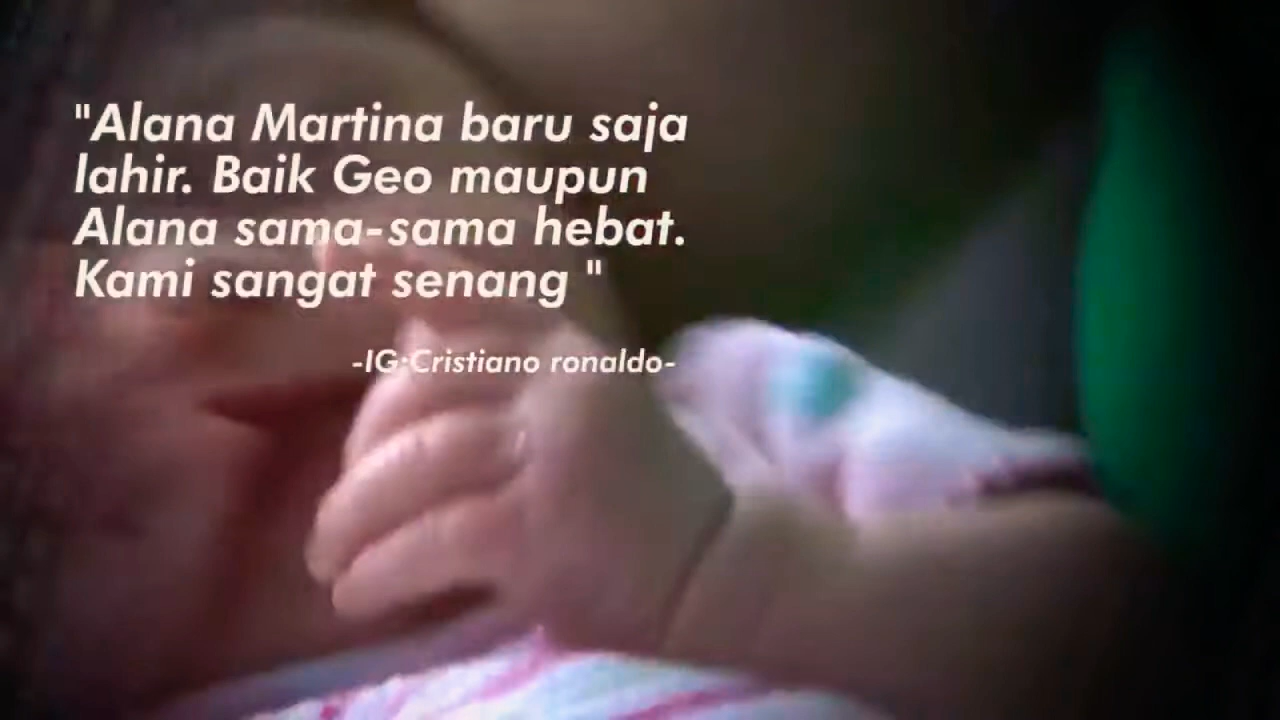 "Alana Martina baru saja
lahir. Baik Geo maupun
Alana sama-sama hebat.
Kami sangat senang "
-IG:Cristiano ronaldo-